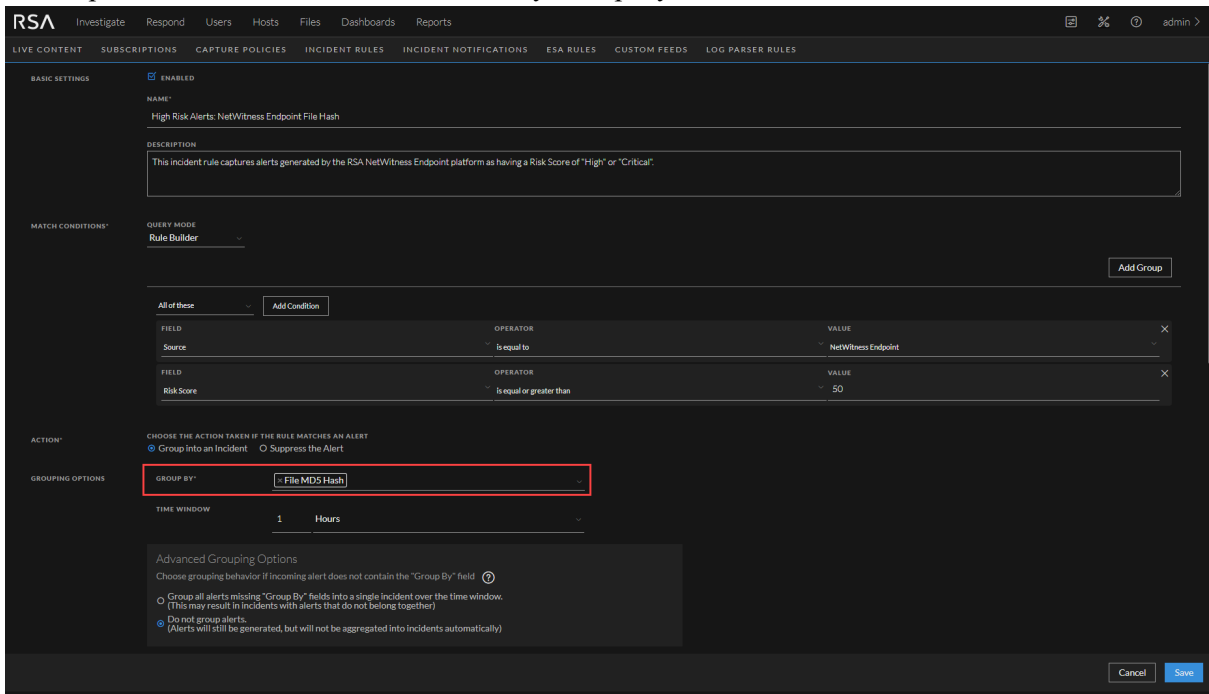 RSA Investigate Respond Users Hosts Files Dashboards Reports admin >
LIVE CONTENT SUBSCRIPTIONS CAPTURE POLICIES INCIDENT RULES INCIDENT NOTIFICATIONS ESA RULES CUSTOM FEEDS LOG PARSER RULES
BASIC SETTINGS ENABLED
NAME*
High Risk Alerts: NetWitness Endpoint File Hash
DESCRIPTION
This incident rule captures alerts generated by the RSA NetWitness Endpoint platform as having a Risk Score of "High" or "Critical".
MATCH CONDITIONS* QUERY MODE
Rule Builder
Add Group
All of these Add Condition
FIELD OPERATOR VALUE
Source is equal to NetWitness Endpoint
FIELD OPERATOR VALUE
Risk Score is equal or greater than 50
ACTION* CHOOSE THE ACTION TAKEN IF THE RULE MATCHES AN ALERT
Group into an Incident Suppress the Alert
GROUPING OPTIONS GROUP BY* × File MD5 Hash
TIME WINDOW
1 Hours
Advanced Grouping Options
Choose grouping behavior if incoming alert does not contain the "Group By" field ?
Group all alerts missing "Group By" fields into a single incident over the time window.
(This may result in incidents with alerts that do not belong together)
Do not group alerts.
(Alerts will still be generated, but will not be aggregated into incidents automatically)
Cancel Save